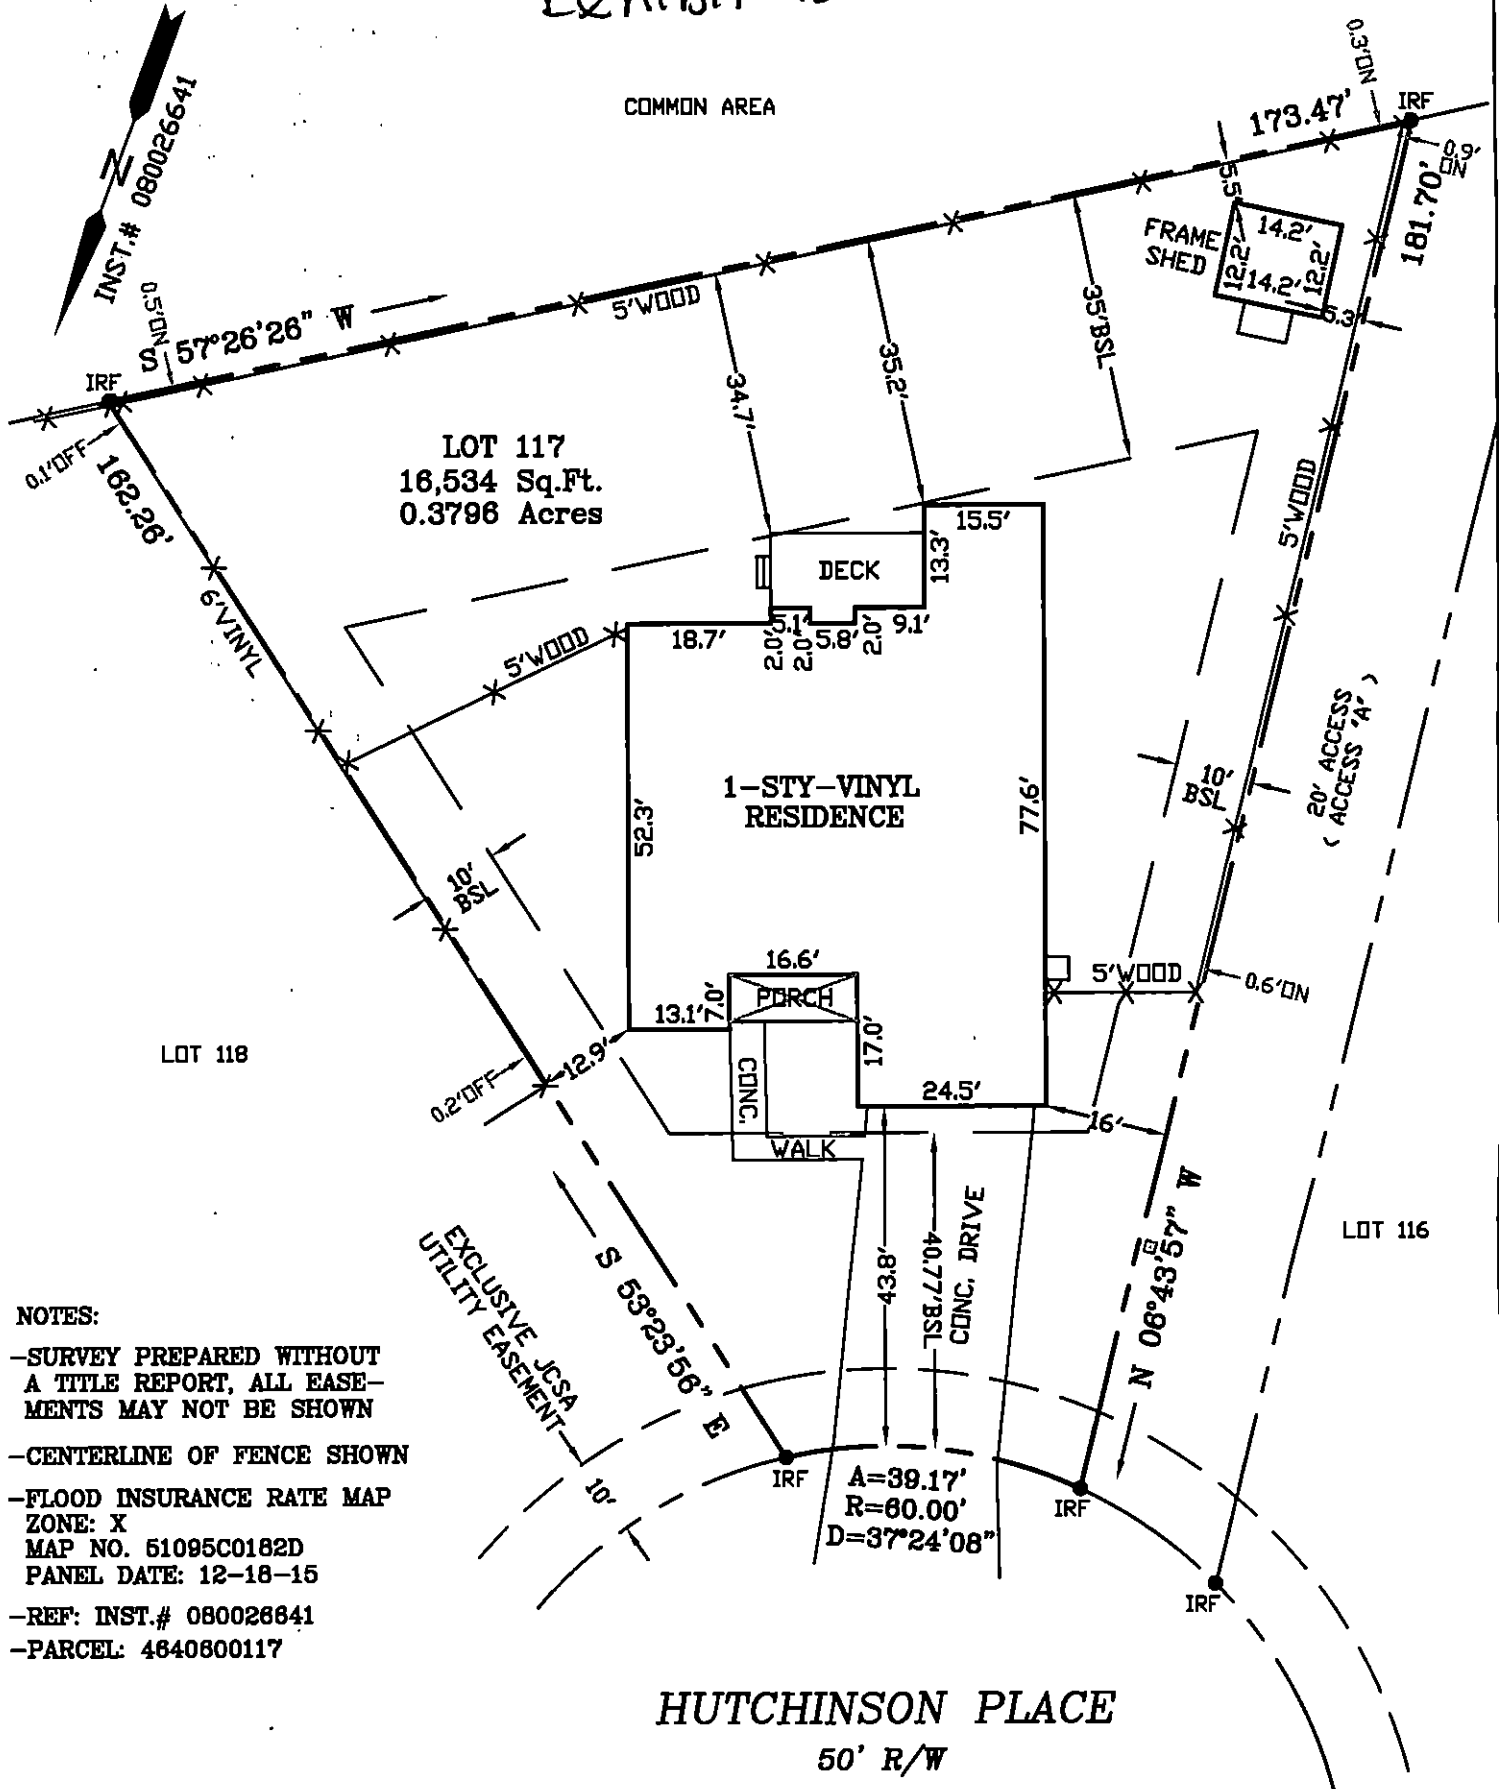 COMMON AREA
N
INST.# 080026641
173.47'
IRF
0.3'ON
0.9'
ON
181.70'
5.5'
FRAME
SHED
14.2'
12.2'
12.2'
14.2'
5.3'
S 57°26'26" W
0.5'ON
IRF
5'WOOD
34.7'
35.2'
35'BSL
0.1'OFF
162.26'
LOT 117
16,534 Sq.Ft.
0.3796 Acres
15.5'
13.3'
DECK
5'WOOD
6'VINYL
5'WOOD
18.7'
2.0'
5.1'
2.0'
5.8'
2.0'
9.1'
20' ACCESS
( ACCESS "A" )
10'
BSL
1-STY-VINYL
RESIDENCE
52.3'
77.6'
10'
BSL
16.6'
PORCH
5'WOOD
0.6'ON
13.1'
7.0'
17.0'
LOT 118
12.9'
0.2'OFF
CONC.
WALK
24.5'
16'
43.8'
40.77'BSL
CONC. DRIVE
N 06°43'57" W
LOT 116
S 53°23'56" E
EXCLUSIVE JCSA
UTILITY EASEMENT
10'
IRF
A=39.17'
R=60.00'
D=37°24'08"
IRF
IRF
NOTES:
-SURVEY PREPARED WITHOUT
A TITLE REPORT, ALL EASE-
MENTS MAY NOT BE SHOWN
-CENTERLINE OF FENCE SHOWN
-FLOOD INSURANCE RATE MAP
ZONE: X
MAP NO. 51095C0182D
PANEL DATE: 12-18-15
-REF: INST.# 080026641
-PARCEL: 4640600117
HUTCHINSON PLACE
50' R/W